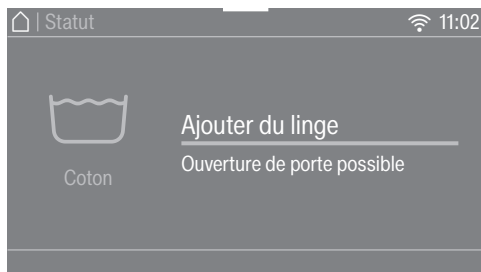 | Statut 11:02
Ajouter du linge
Ouverture de porte possible
Coton